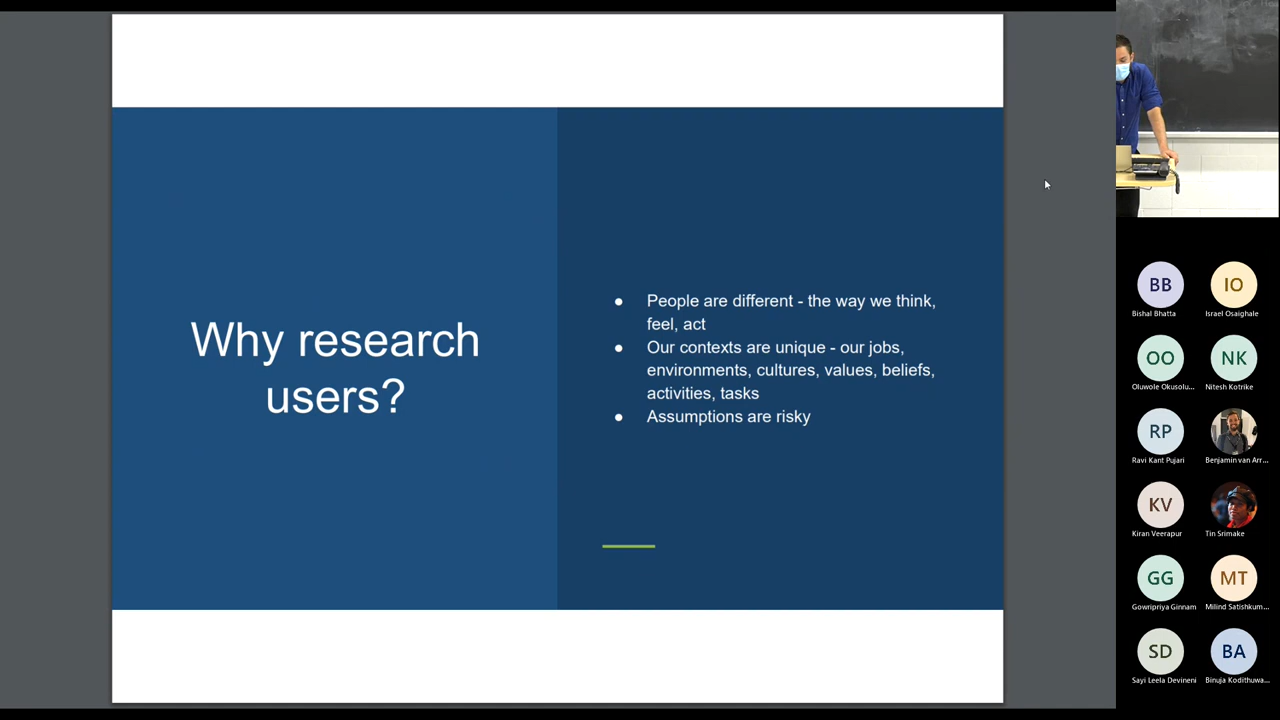 Why research
users?
● People are different - the way we think,
feel, act
● Our contexts are unique - our jobs,
environments, cultures, values, beliefs,
activities, tasks
● Assumptions are risky
BB
IO
Bishal Bhatta
Israel Osaighale
OO
NK
Oluwole Okusolu...
Nitesh Kotrike
RP
Ravi Kant Pujari
Benjamin van Arr...
KV
Kiran Veerapur
Tin Srimake
GG
MT
Gowripriya Ginnam
Milind Satishkum...
SD
BA
Sayi Leela Devineni
Binuja Kodithuwa...